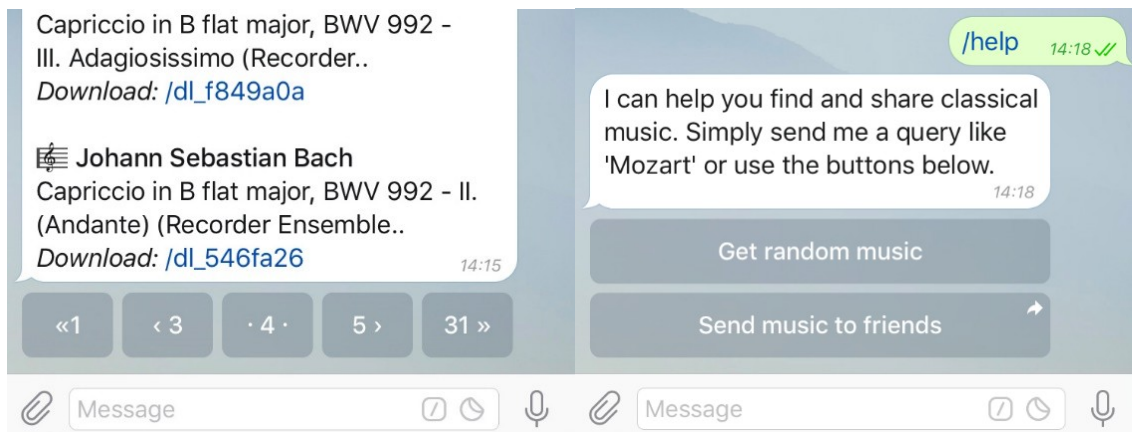 Capriccio in B flat major, BWV 992 -
III. Adagiosissimo (Recorder..
Download: /dl_f849a0a
Johann Sebastian Bach
Capriccio in B flat major, BWV 992 - II.
(Andante) (Recorder Ensemble..
Download: /dl_546fa26
14:15
«1 ‹ 3 · 4 · 5 › 31 »
Message
/help 14:18
I can help you find and share classical
music. Simply send me a query like
'Mozart' or use the buttons below.
14:18
Get random music
Send music to friends
Message